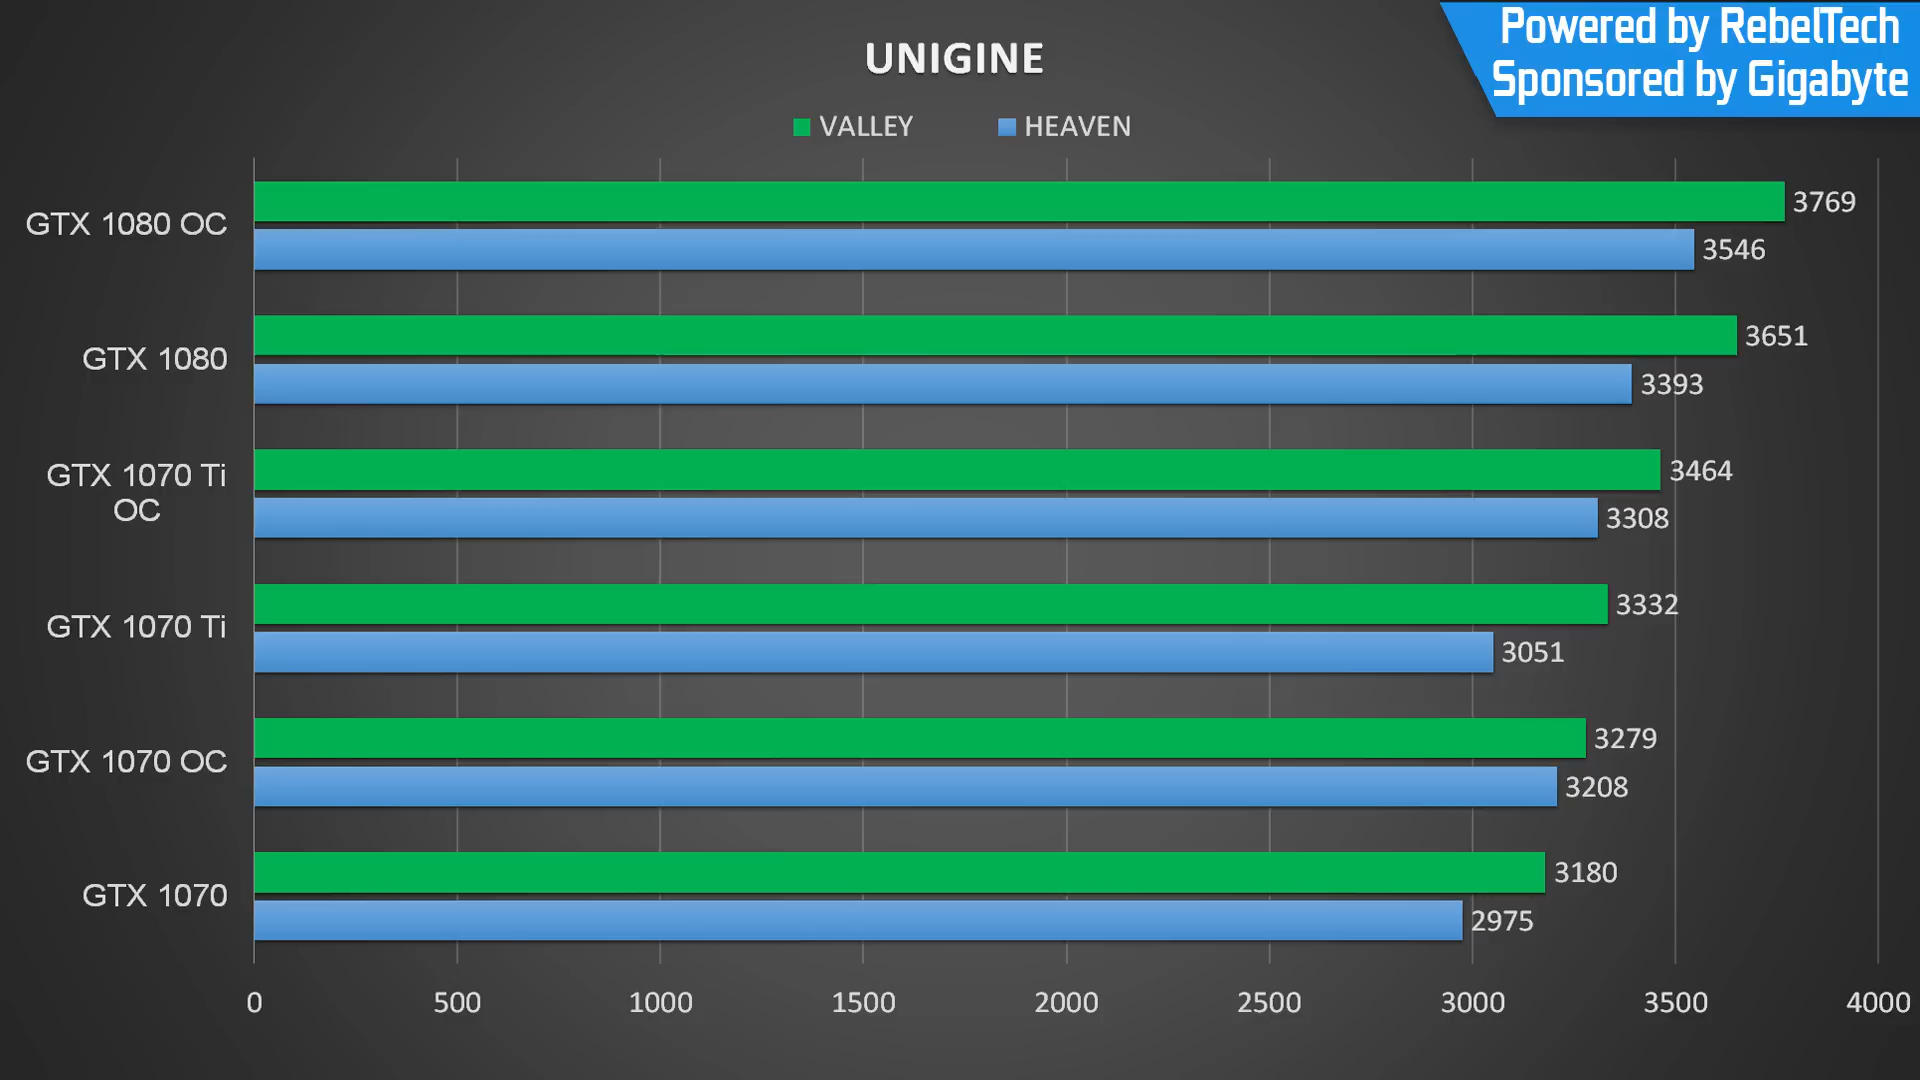 Powered by RebelTech
Sponsored by Gigabyte
UNIGINE
VALLEY HEAVEN
GTX 1080 OC
3769
3546
GTX 1080
3651
3393
GTX 1070 Ti
OC
3464
3308
GTX 1070 Ti
3332
3051
GTX 1070 OC
3279
3208
GTX 1070
3180
2975
0 500 1000 1500 2000 2500 3000 3500 4000